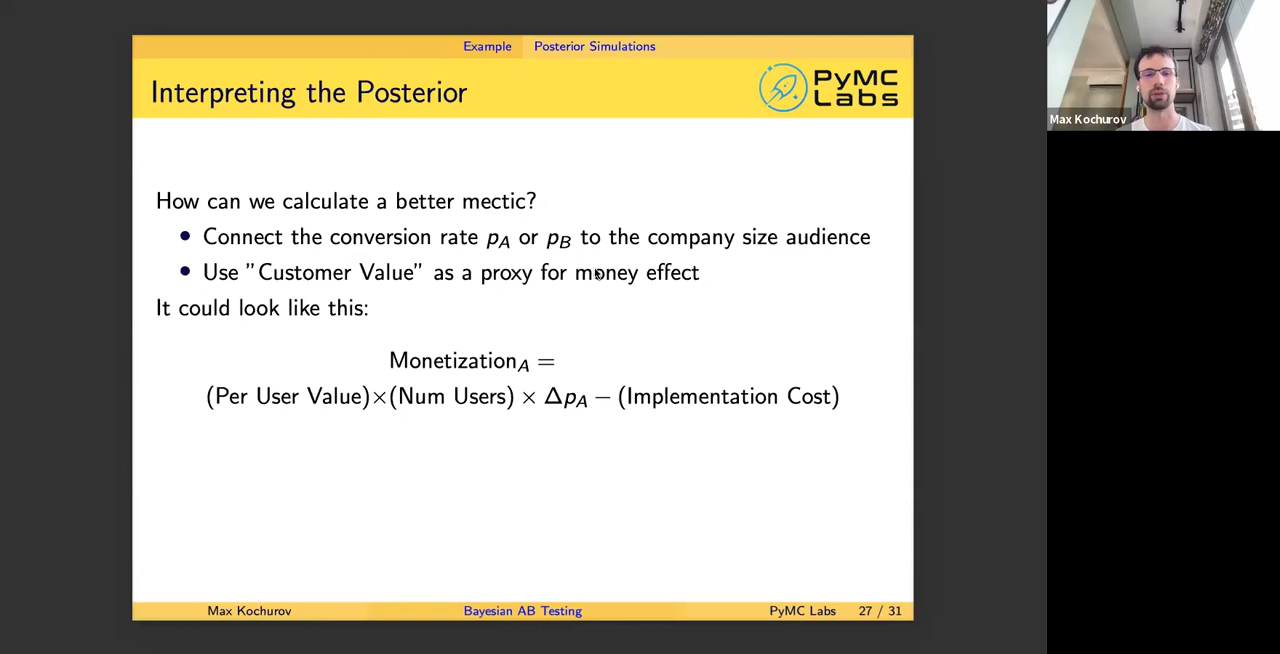 Example Posterior Simulations
Interpreting the Posterior
PyMC
Labs
Max Kochurov
How can we calculate a better mectic?
• Connect the conversion rate pA or pB to the company size audience
• Use "Customer Value" as a proxy for money effect
It could look like this:
MonetizationA =
(Per User Value)×(Num Users) × ΔpA − (Implementation Cost)
Max Kochurov Bayesian AB Testing PyMC Labs 27 / 31